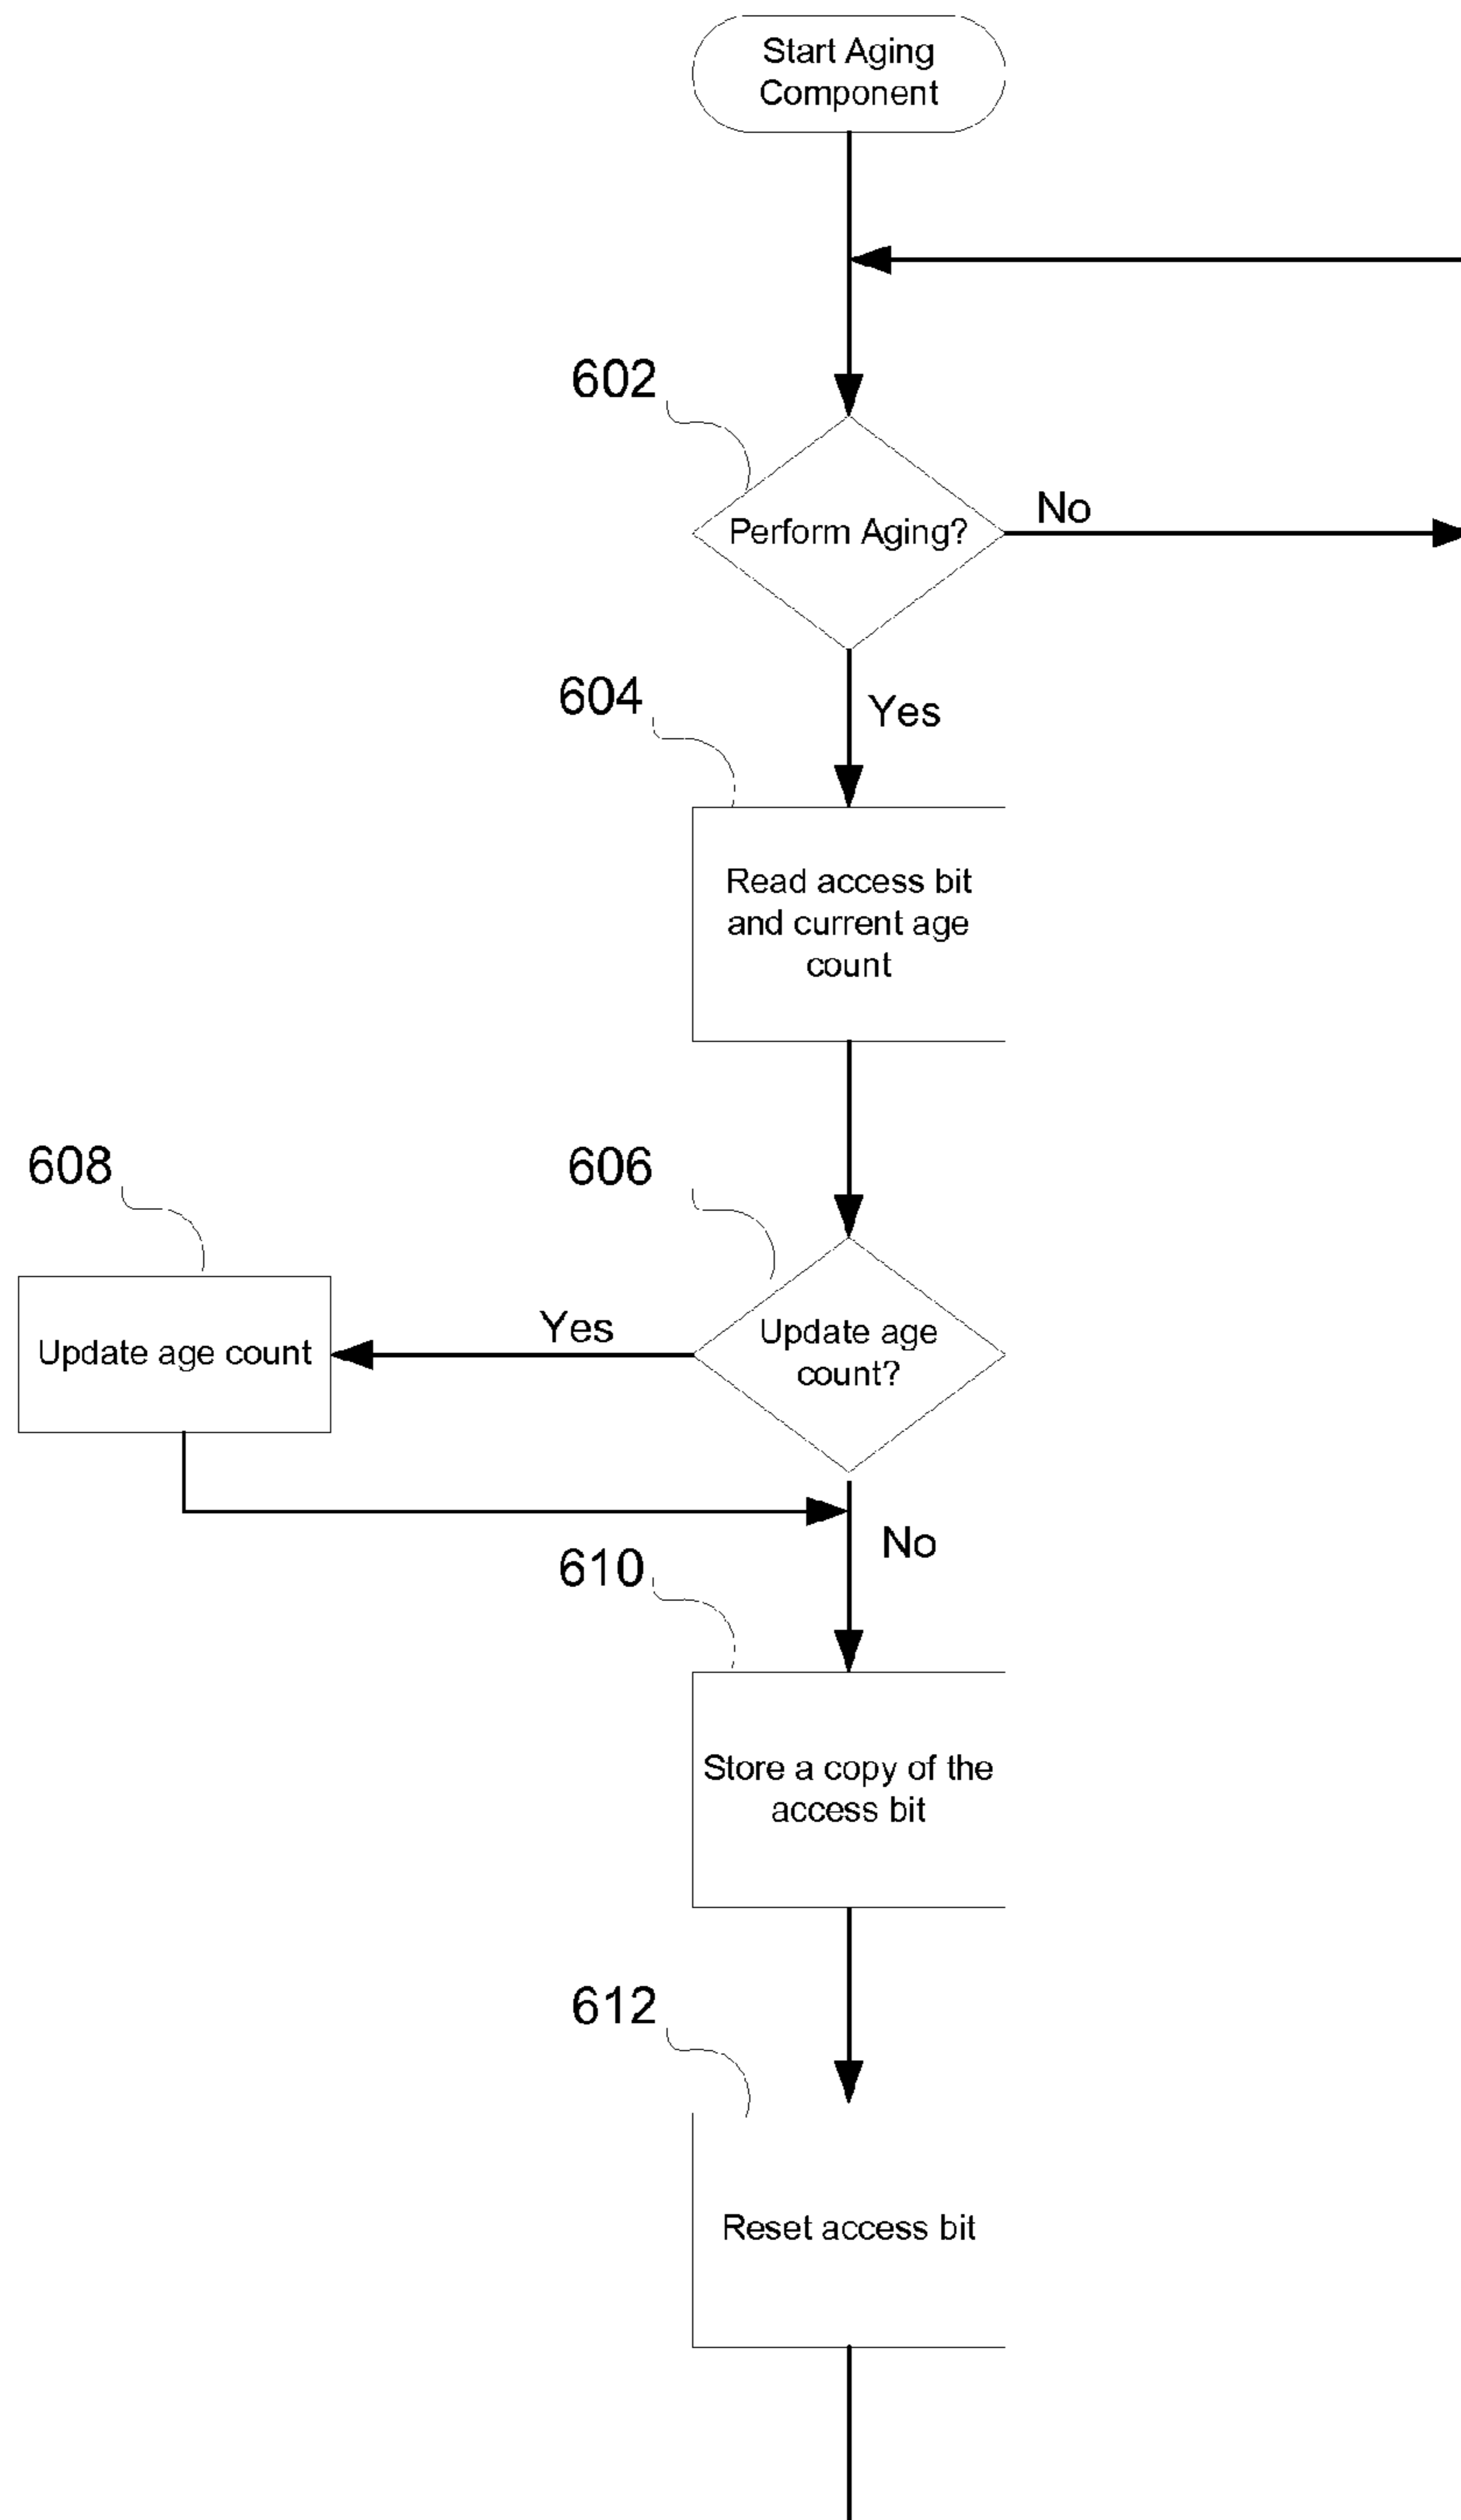 Start Aging
Component
602
Perform Aging?
No
604
Yes
Read access bit
and current age
count
608
606
Update age count
Yes
Update age
count?
No
610
Store a copy of the
access bit
612
Reset access bit